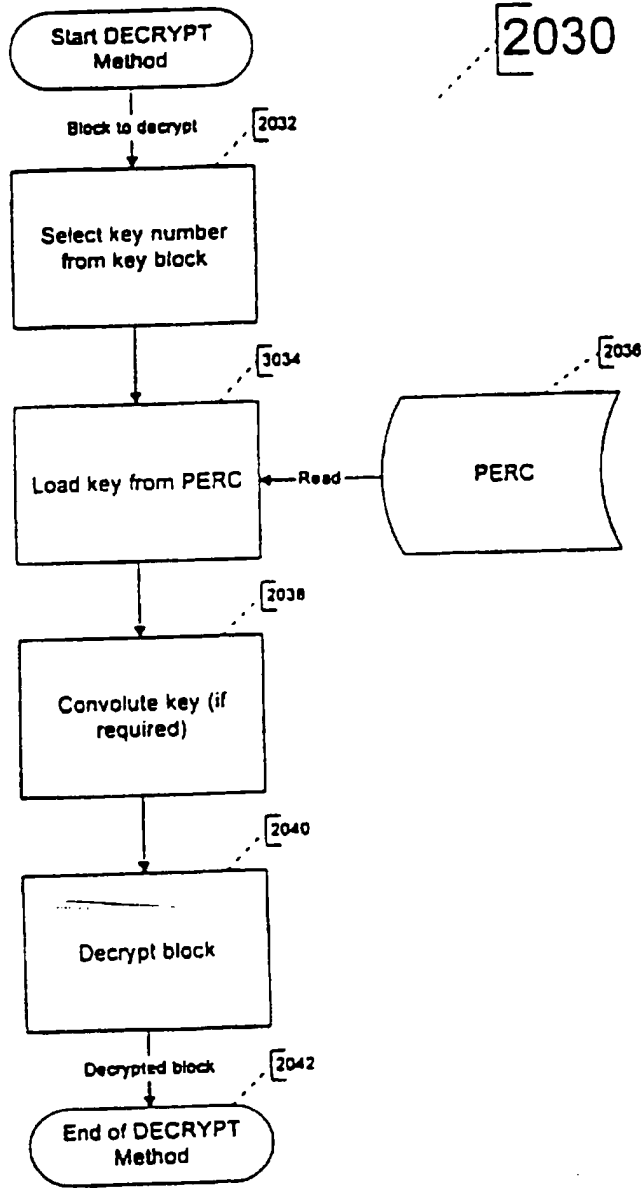 2030
Start DECRYPT
Method
Block to decrypt
2032
Select key number
from key block
3034
Load key from PERC
Read
2036
PERC
2038
Convolute key (if
required)
2040
Decrypt block
Decrypted block
2042
End of DECRYPT
Method